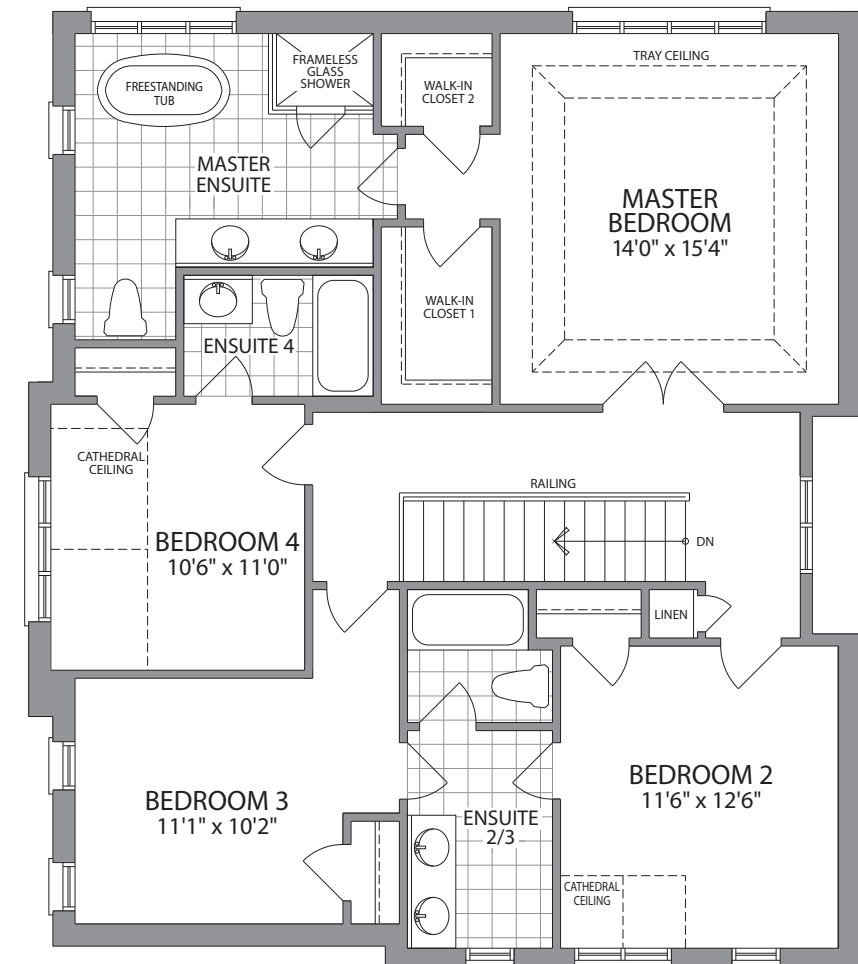 FREESTANDING
TUB
FRAMELESS
GLASS
SHOWER
WALK-IN
CLOSET 2
TRAY CEILING
MASTER
ENSUITE
MASTER
BEDROOM
14'0" x 15'4"
WALK-IN
CLOSET 1
ENSUITE 4
CATHEDRAL
CEILING
BEDROOM 4
10'6" x 11'0"
RAILING
DN
LINEN
BEDROOM 3
11'1" x 10'2"
ENSUITE
2/3
BEDROOM 2
11'6" x 12'6"
CATHEDRAL
CEILING